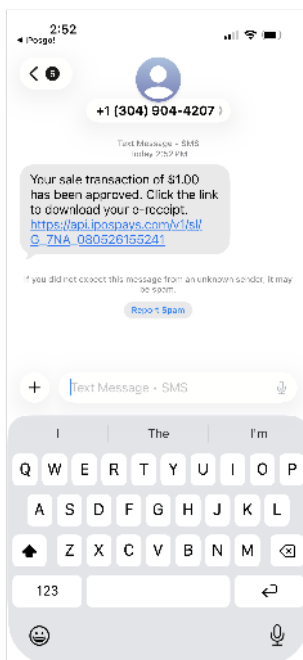 2:52
iPosgo!
5
+1 (304) 904-4207
Text Message • SMS
Today 2:52 PM
Your sale transaction of $1.00
has been approved. Click the link
to download your e-receipt.
https://api.ipospays.com/v1/sl/
G_7NA_080526155241
If you did not expect this message from an unknown sender, it may
be spam.
Report Spam
Text Message • SMS
I The I'm
Q W E R T Y U I O P
A S D F G H J K L
Z X C V B N M
123